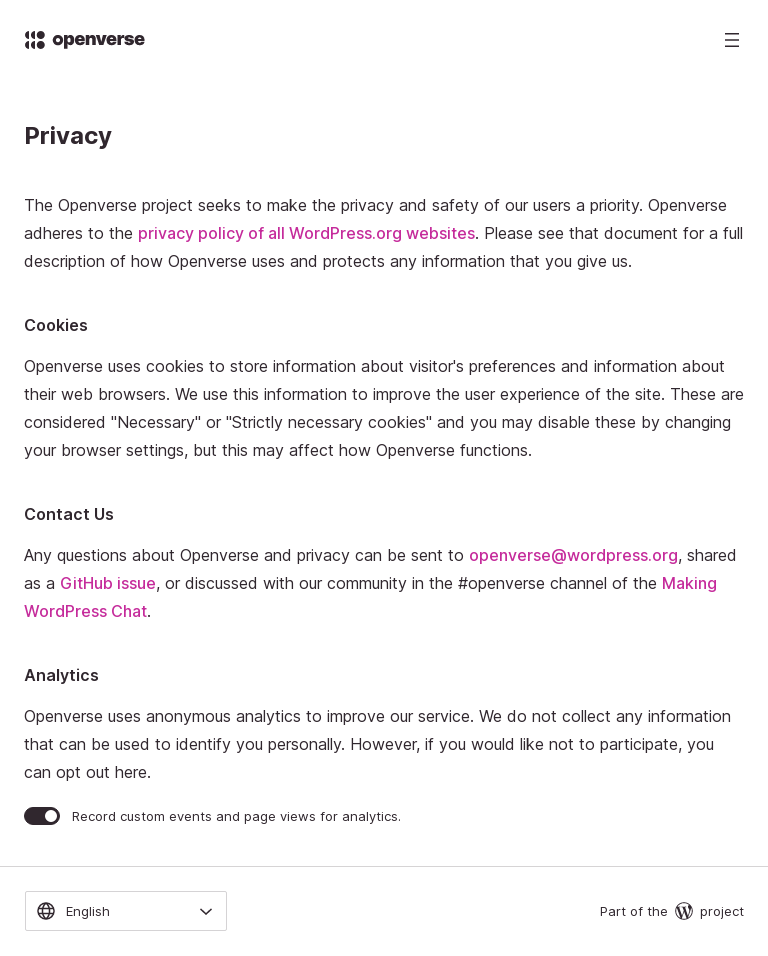 openverse
Privacy
The Openverse project seeks to make the privacy and safety of our users a priority. Openverse
adheres to the privacy policy of all WordPress.org websites. Please see that document for a full
description of how Openverse uses and protects any information that you give us.
Cookies
Openverse uses cookies to store information about visitor's preferences and information about
their web browsers. We use this information to improve the user experience of the site. These are
considered "Necessary" or "Strictly necessary cookies" and you may disable these by changing
your browser settings, but this may affect how Openverse functions.
Contact Us
Any questions about Openverse and privacy can be sent to openverse@wordpress.org, shared
as a GitHub issue, or discussed with our community in the #openverse channel of the Making
WordPress Chat.
Analytics
Openverse uses anonymous analytics to improve our service. We do not collect any information
that can be used to identify you personally. However, if you would like not to participate, you
can opt out here.
Record custom events and page views for analytics.
English
Part of the project